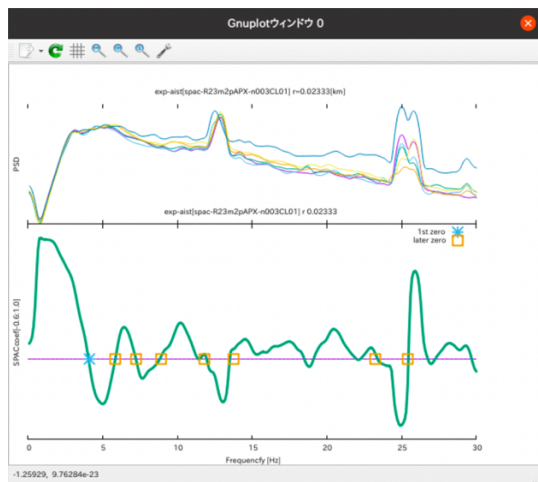 Gnuplotウィンドウ 0
exp-aist[spac-R23m2pAPX-n003CL01] r=0.02333[km]
PSD
exp-aist[spac-R23m2pAPX-n003CL01] r 0.02333
1st zero
later zero
SPACcoef[-0.6:1.0]
0 5 10 15 20 25 30
Frequencfy [Hz]
-1.25929, 9.76284e-23